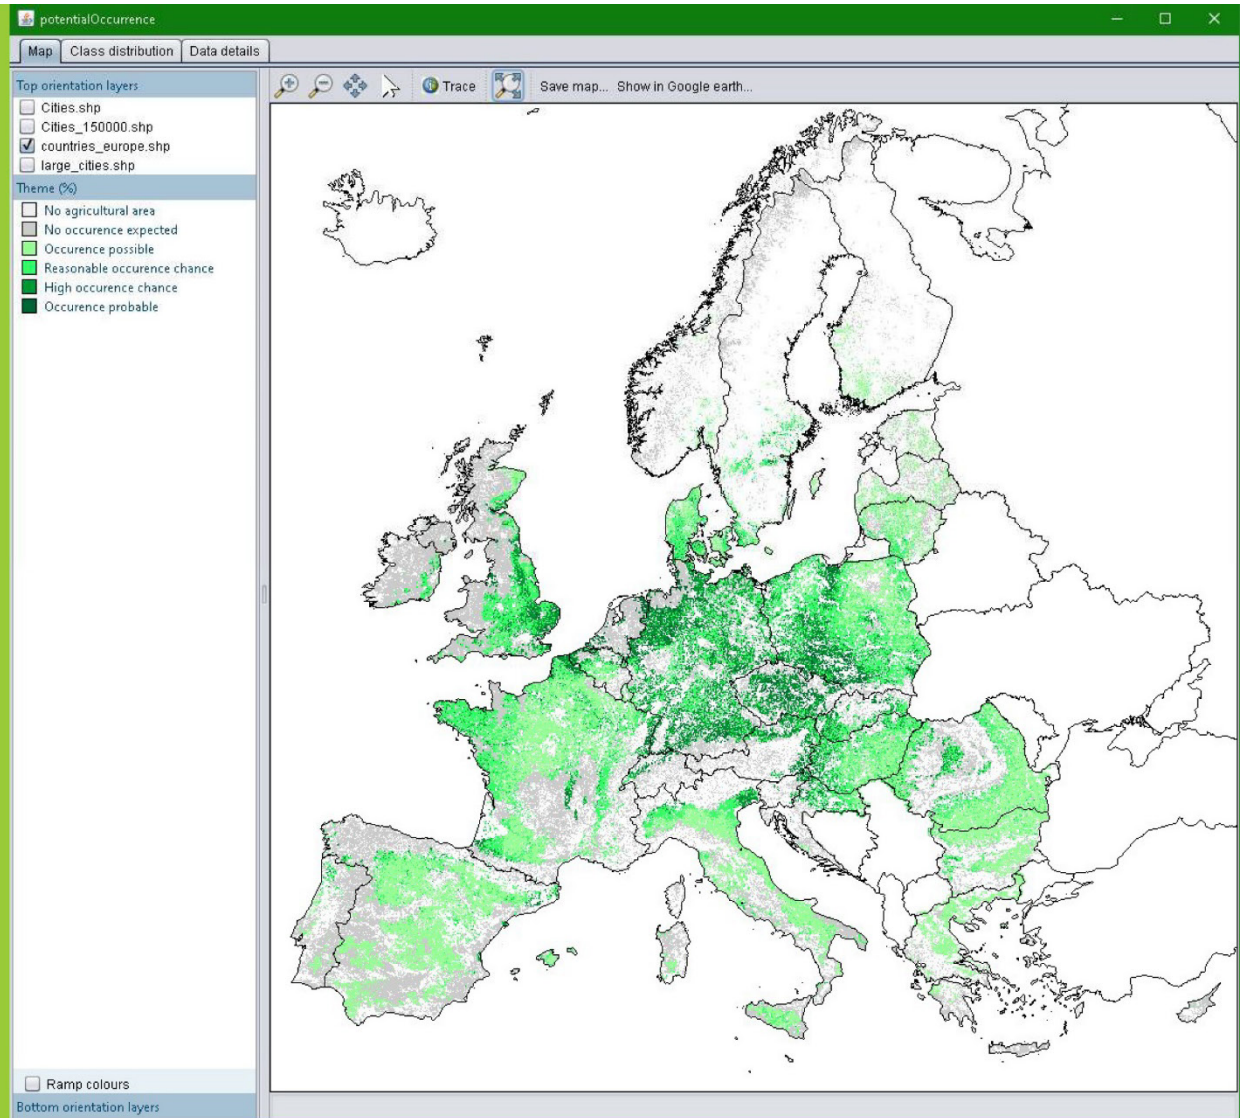 potentialOccurrence
Map Class distribution Data details
Top orientation layers
Cities.shp
Cities_150000.shp
countries_europe.shp
large_cities.shp
Theme (%)
No agricultural area
No occurence expected
Occurence possible
Reasonable occurence chance
High occurence chance
Occurence probable
Trace Save map... Show in Google earth...
Ramp colours
Bottom orientation layers